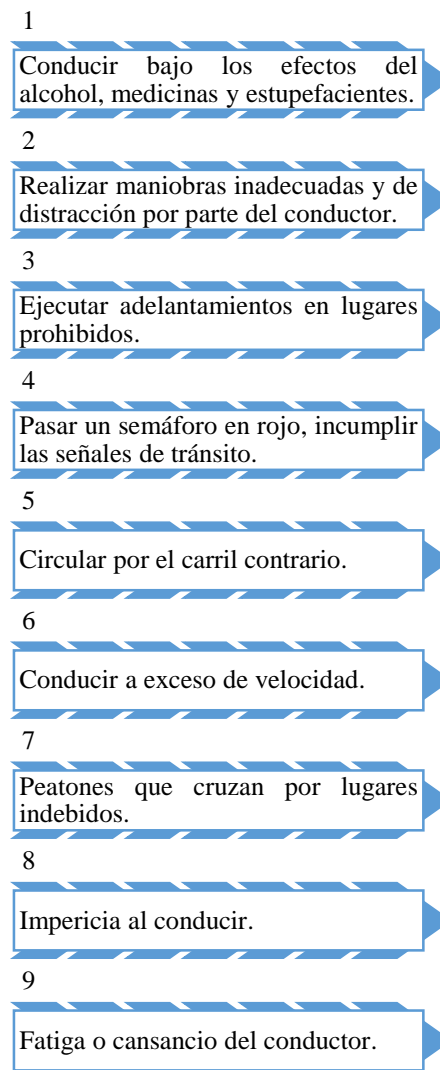 1
Conducir bajo los efectos del
alcohol, medicinas y estupefacientes.
2
Realizar maniobras inadecuadas y de
distracción por parte del conductor.
3
Ejecutar adelantamientos en lugares
prohibidos.
4
Pasar un semáforo en rojo, incumplir
las señales de tránsito.
5
Circular por el carril contrario.
6
Conducir a exceso de velocidad.
7
Peatones que cruzan por lugares
indebidos.
8
Impericia al conducir.
9
Fatiga o cansancio del conductor.